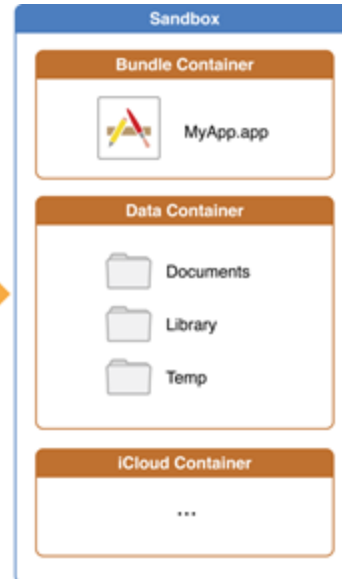 Sandbox
Bundle Container
MyApp.app
Data Container
Documents
Library
Temp
iCloud Container
...